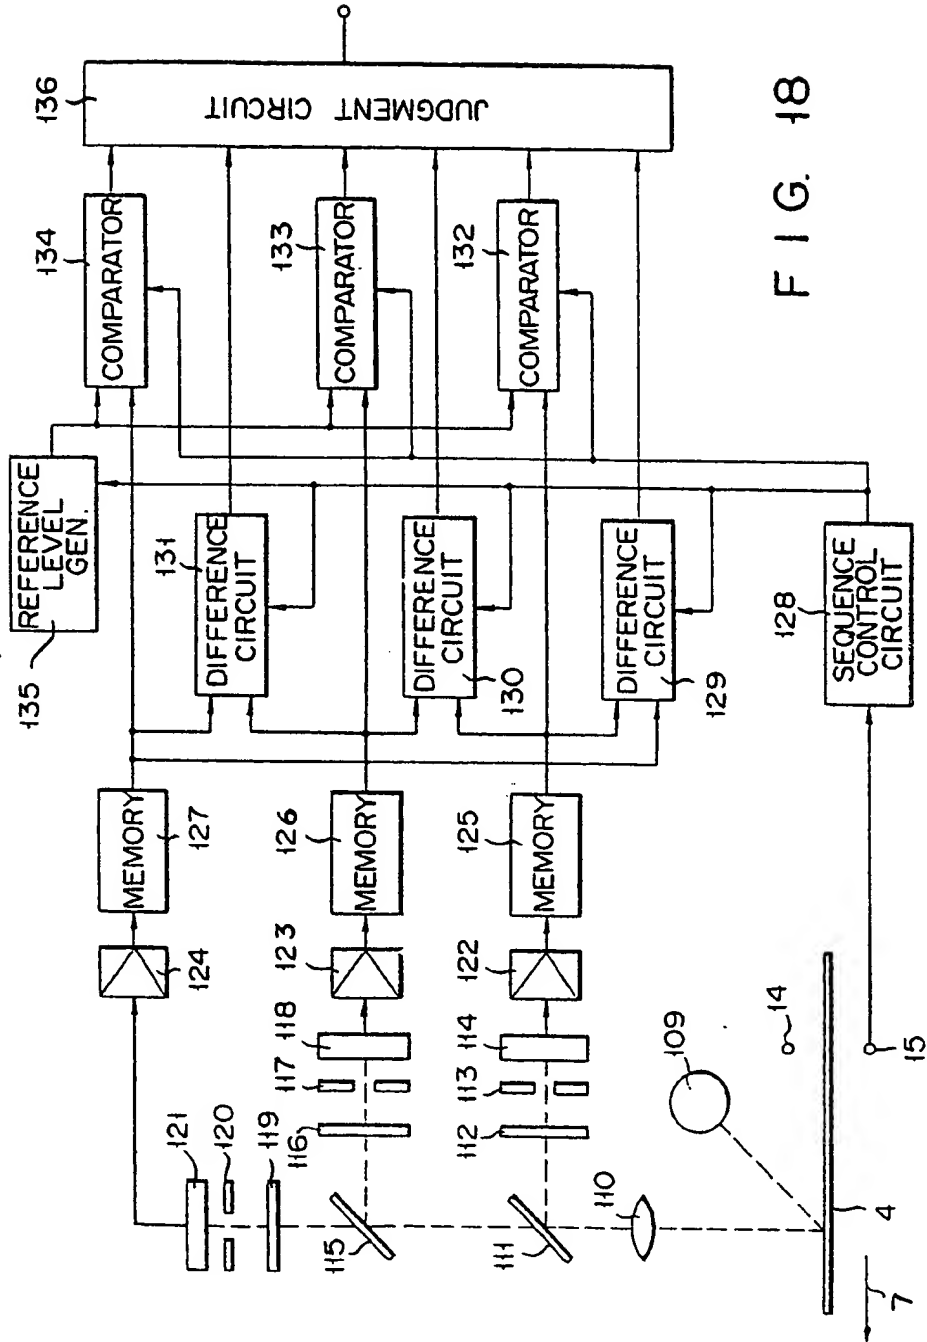 136
JUDGMENT CIRCUIT
134
COMPARATOR
133
COMPARATOR
132
COMPARATOR
FIG. 18
REFERENCE
LEVEL
GEN.
135
131
DIFFERENCE
CIRCUIT
DIFFERENCE
CIRCUIT
130
DIFFERENCE
CIRCUIT
129
128
SEQUENCE
CONTROL
CIRCUIT
MEMORY
127
126
MEMORY
125
MEMORY
124
123
122
118
117
116
114
113
112
121
120
119
115
111
110
109
14
15
4
7